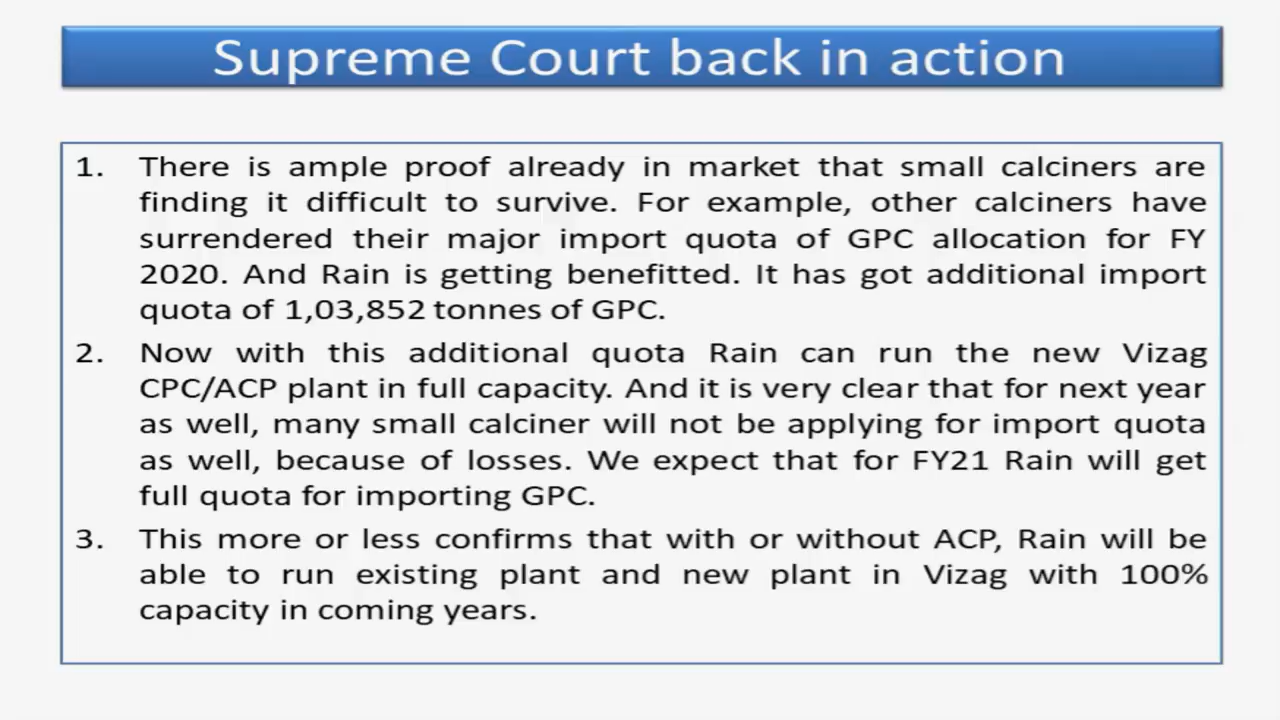 Supreme Court back in action
1. There is ample proof already in market that small calciners are
finding it difficult to survive. For example, other calciners have
surrendered their major import quota of GPC allocation for FY
2020. And Rain is getting benefitted. It has got additional import
quota of 1,03,852 tonnes of GPC.
2. Now with this additional quota Rain can run the new Vizag
CPC/ACP plant in full capacity. And it is very clear that for next year
as well, many small calciner will not be applying for import quota
as well, because of losses. We expect that for FY21 Rain will get
full quota for importing GPC.
3. This more or less confirms that with or without ACP, Rain will be
able to run existing plant and new plant in Vizag with 100%
capacity in coming years.